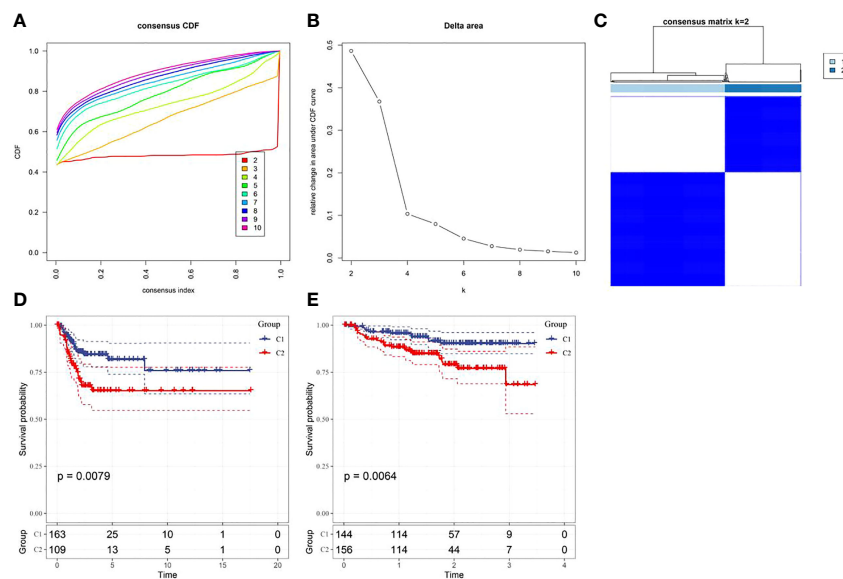 A
consensus CDF
CDF
1.0
0.8
0.6
0.4
0.2
0.0
2
3
4
5
6
7
8
9
10
0.0 0.2 0.4 0.6 0.8 1.0
consensus index
B
Delta area
relative change in area under CDF curve
0.5
0.4
0.3
0.2
0.1
0.0
2 4 6 8 10
k
C
consensus matrix k=2
1
2
D
Survival probability
1.00
0.75
0.50
0.25
0.00
Group
C1
C2
p = 0.0079
Group
C1 163 25 10 1 0
C2 109 13 5 1 0
0 5 10 15 20
Time
E
Survival probability
1.00
0.75
0.50
0.25
0.00
Group
C1
C2
p = 0.0064
Group
C1 144 114 57 9 0
C2 156 114 44 7 0
0 1 2 3 4
Time